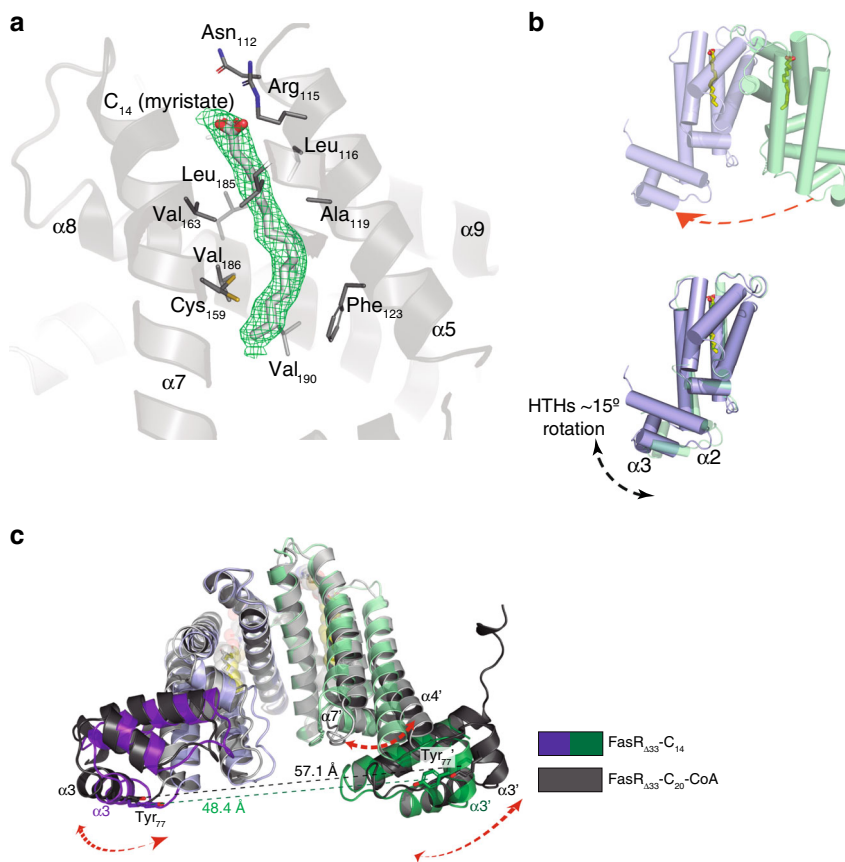 a
Asn112
Arg115
C14 (myristate)
Leu116
Leu185
α8
Val163
Ala119
α9
Val186
Cys159
Phe123
α5
α7
Val190
b
HTHs ~15º
rotation
α3
α2
c
α4'
α7'
Tyr77'
57.1 Å
α3
α3
48.4 Å
Tyr77
α3'
α3'
FasRΔ33-C14
FasRΔ33-C20-CoA